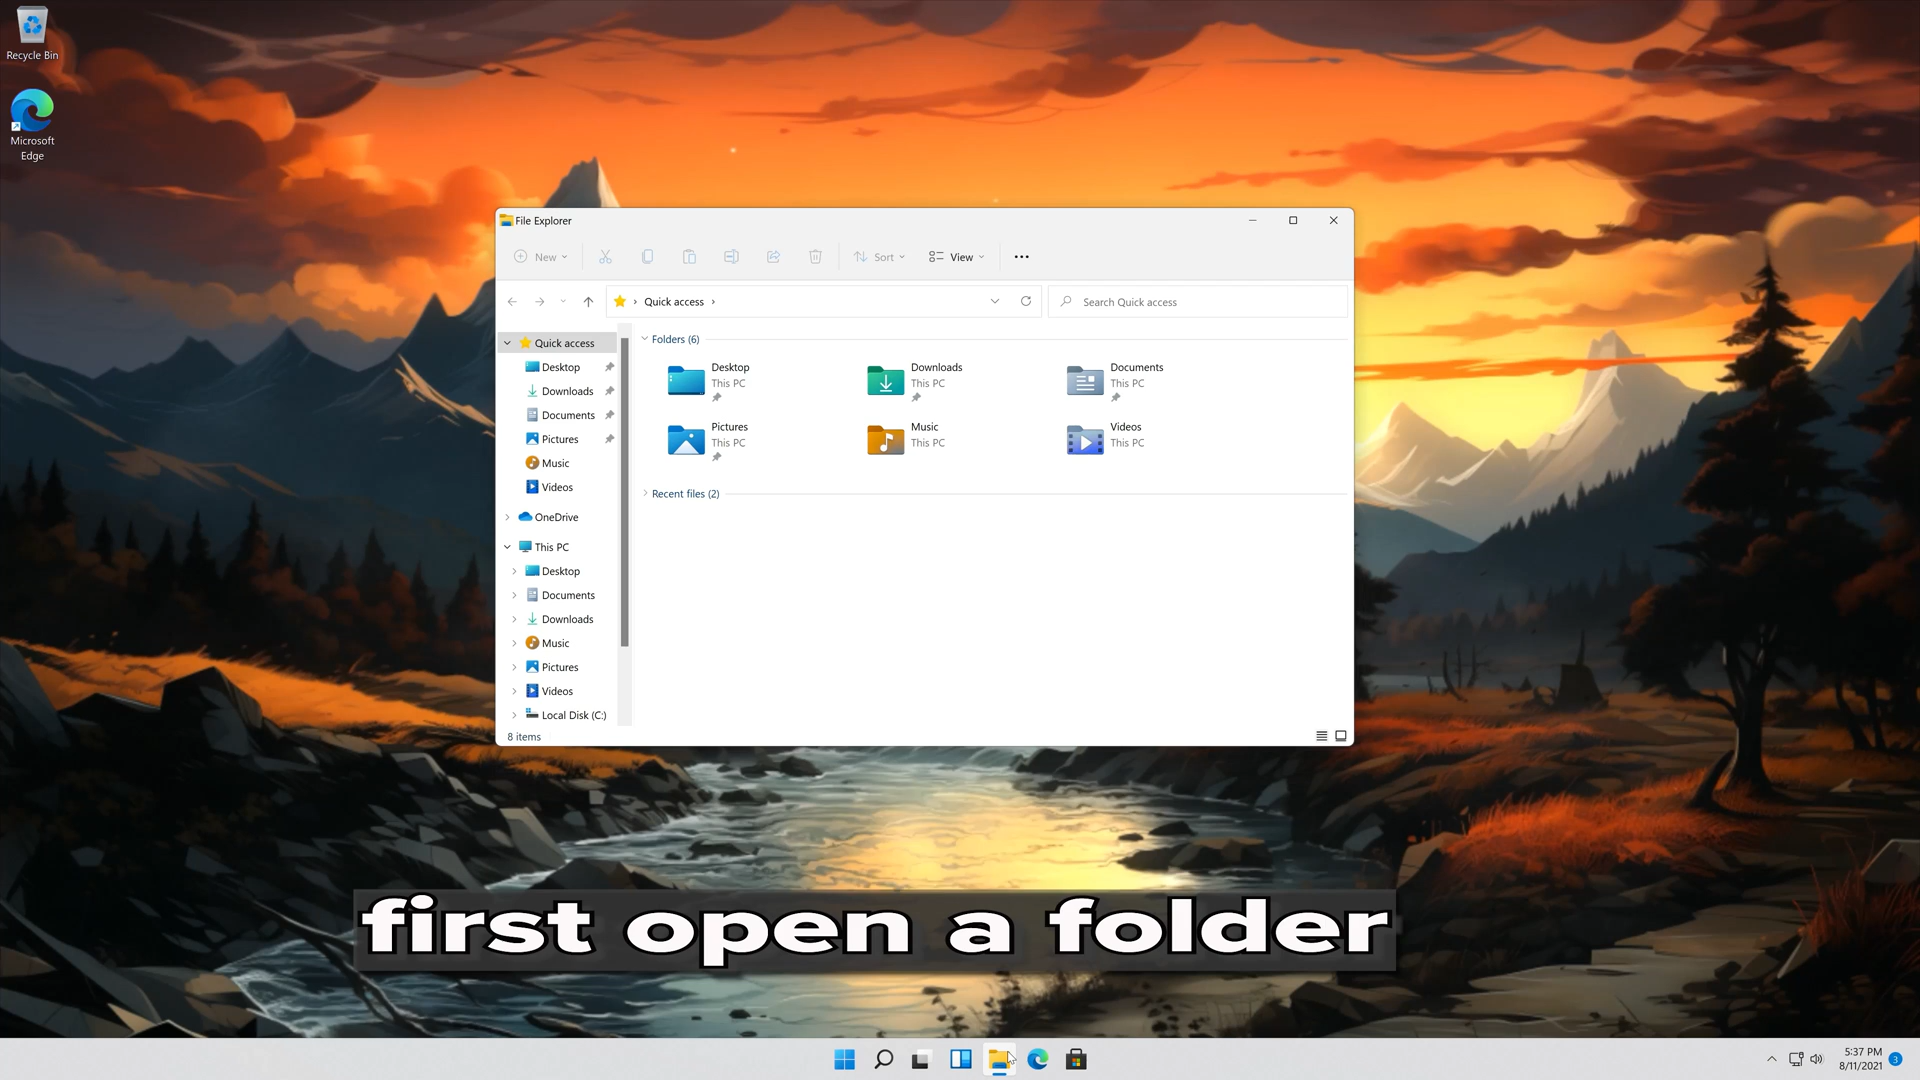 Recycle Bin
Microsoft
Edge
File Explorer
New
Sort
View
Quick access
Search Quick access
Quick access
Desktop
Downloads
Documents
Pictures
Music
Videos
OneDrive
This PC
Desktop
Documents
Downloads
Music
Pictures
Videos
Local Disk (C:)
Folders (6)
Desktop
This PC
Downloads
This PC
Documents
This PC
Pictures
This PC
Music
This PC
Videos
This PC
Recent files (2)
8 items
first open a folder
5:37 PM
8/11/2021
3